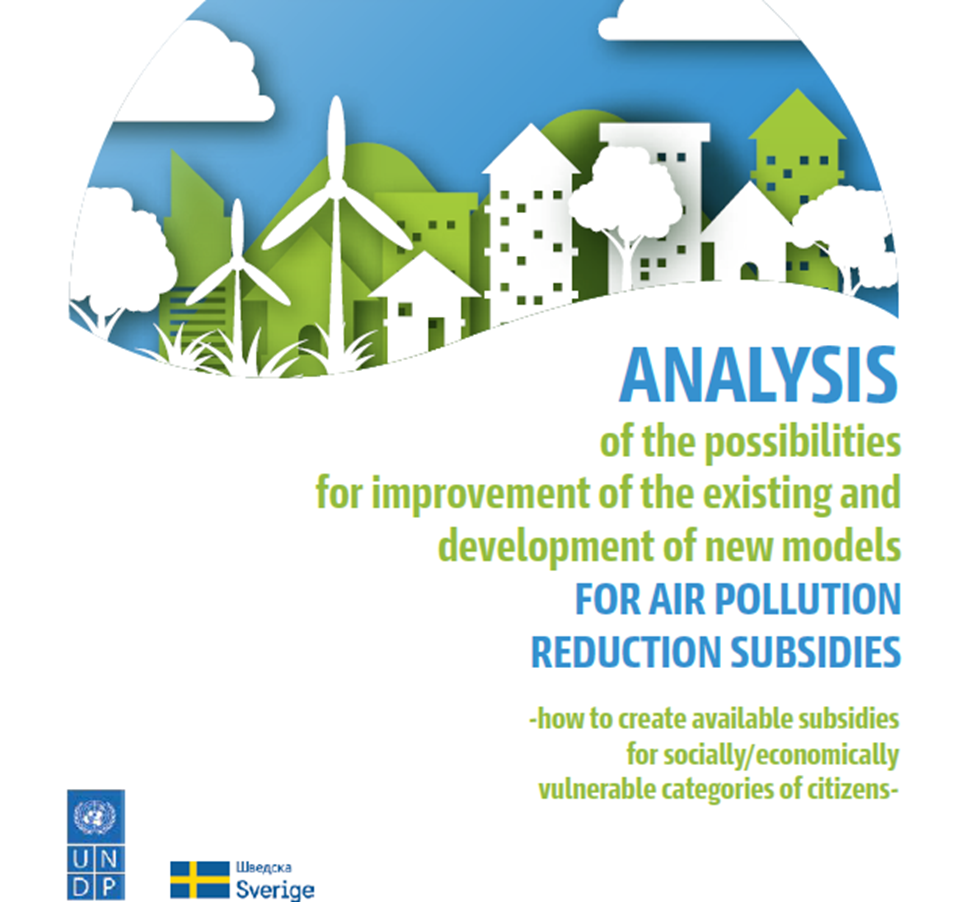 ANALYSIS
of the possibilities
for improvement of the existing and
development of new models
FOR AIR POLLUTION
REDUCTION SUBSIDIES
-how to create available subsidies
for socially/economically
vulnerable categories of citizens-
U N
D P
Шведска
Sverige